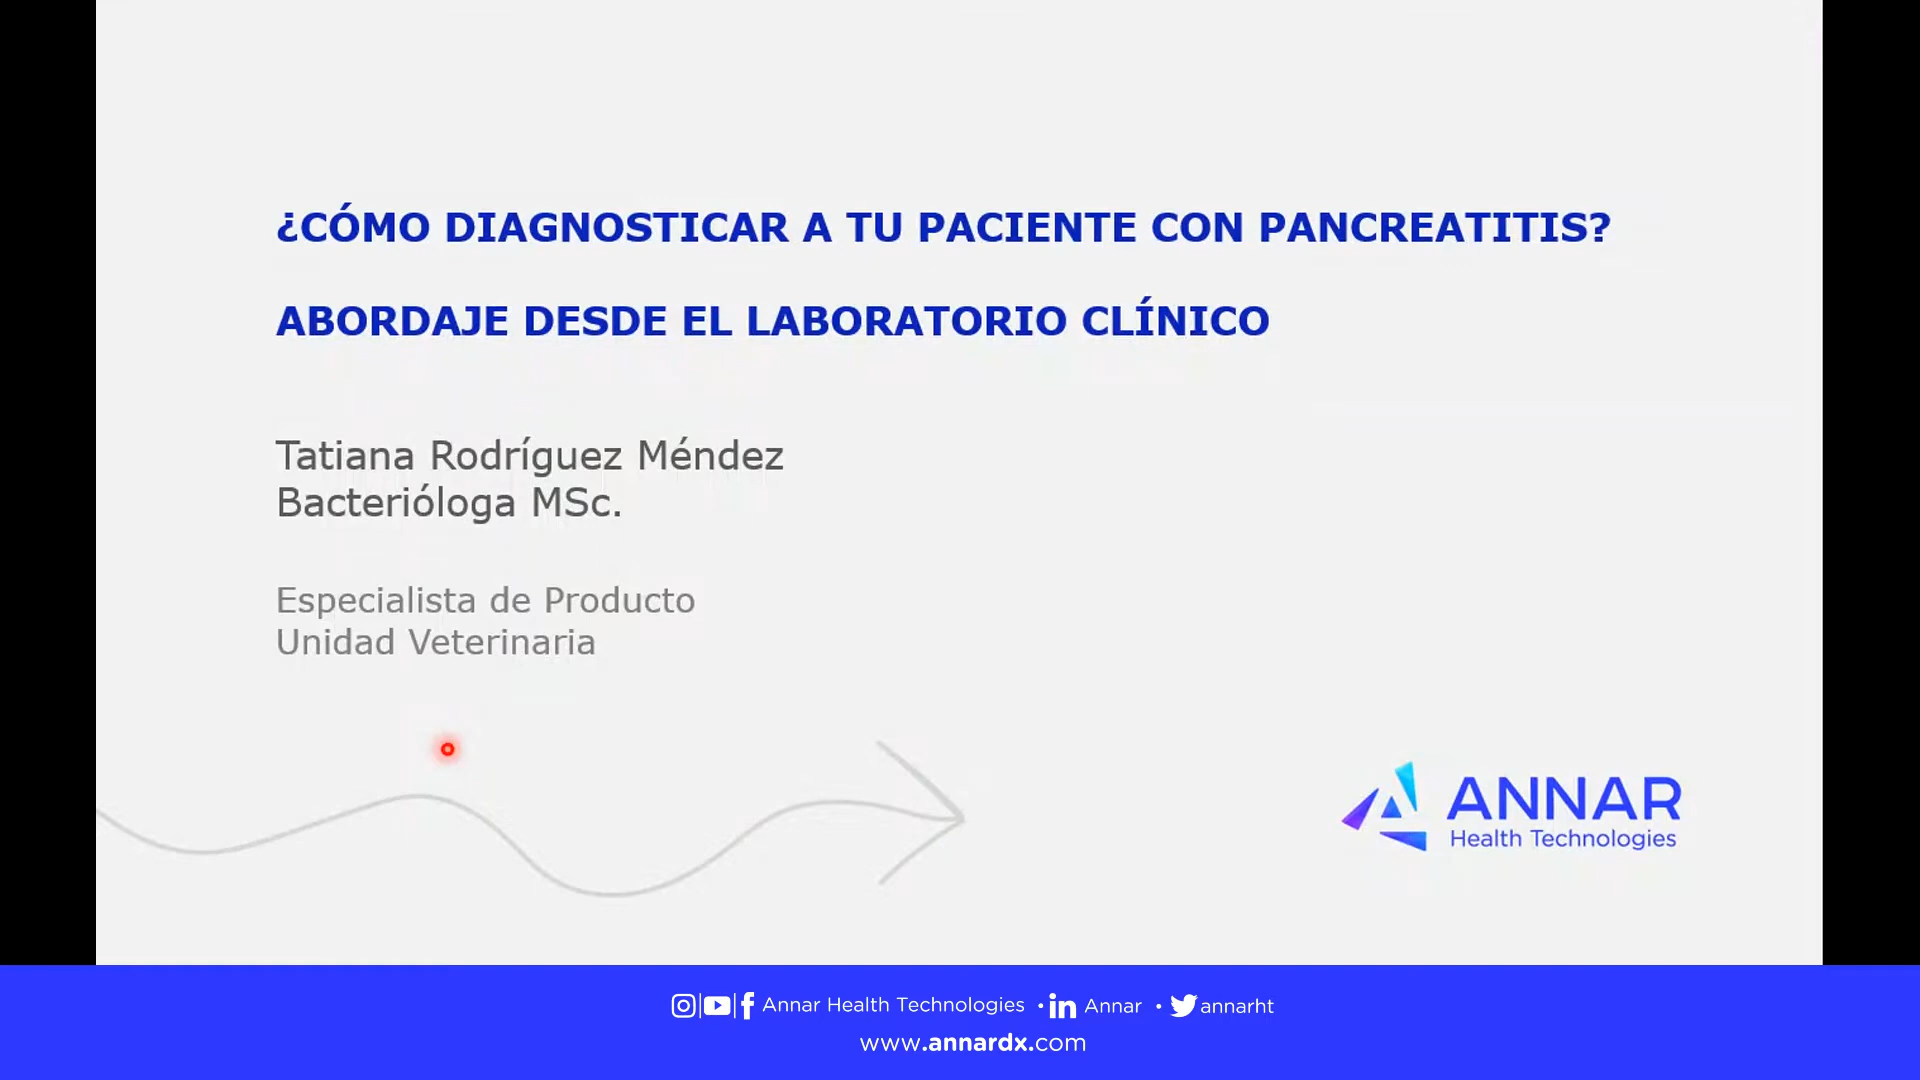 ¿CÓMO DIAGNOSTICAR A TU PACIENTE CON PANCREATITIS?
ABORDAJE DESDE EL LABORATORIO CLÍNICO
Tatiana Rodríguez Méndez
Bacterióloga MSc.
Especialista de Producto
Unidad Veterinaria
ANNAR
Health Technologies
Annar Health Technologies · in Annar · annarht
www.annardx.com